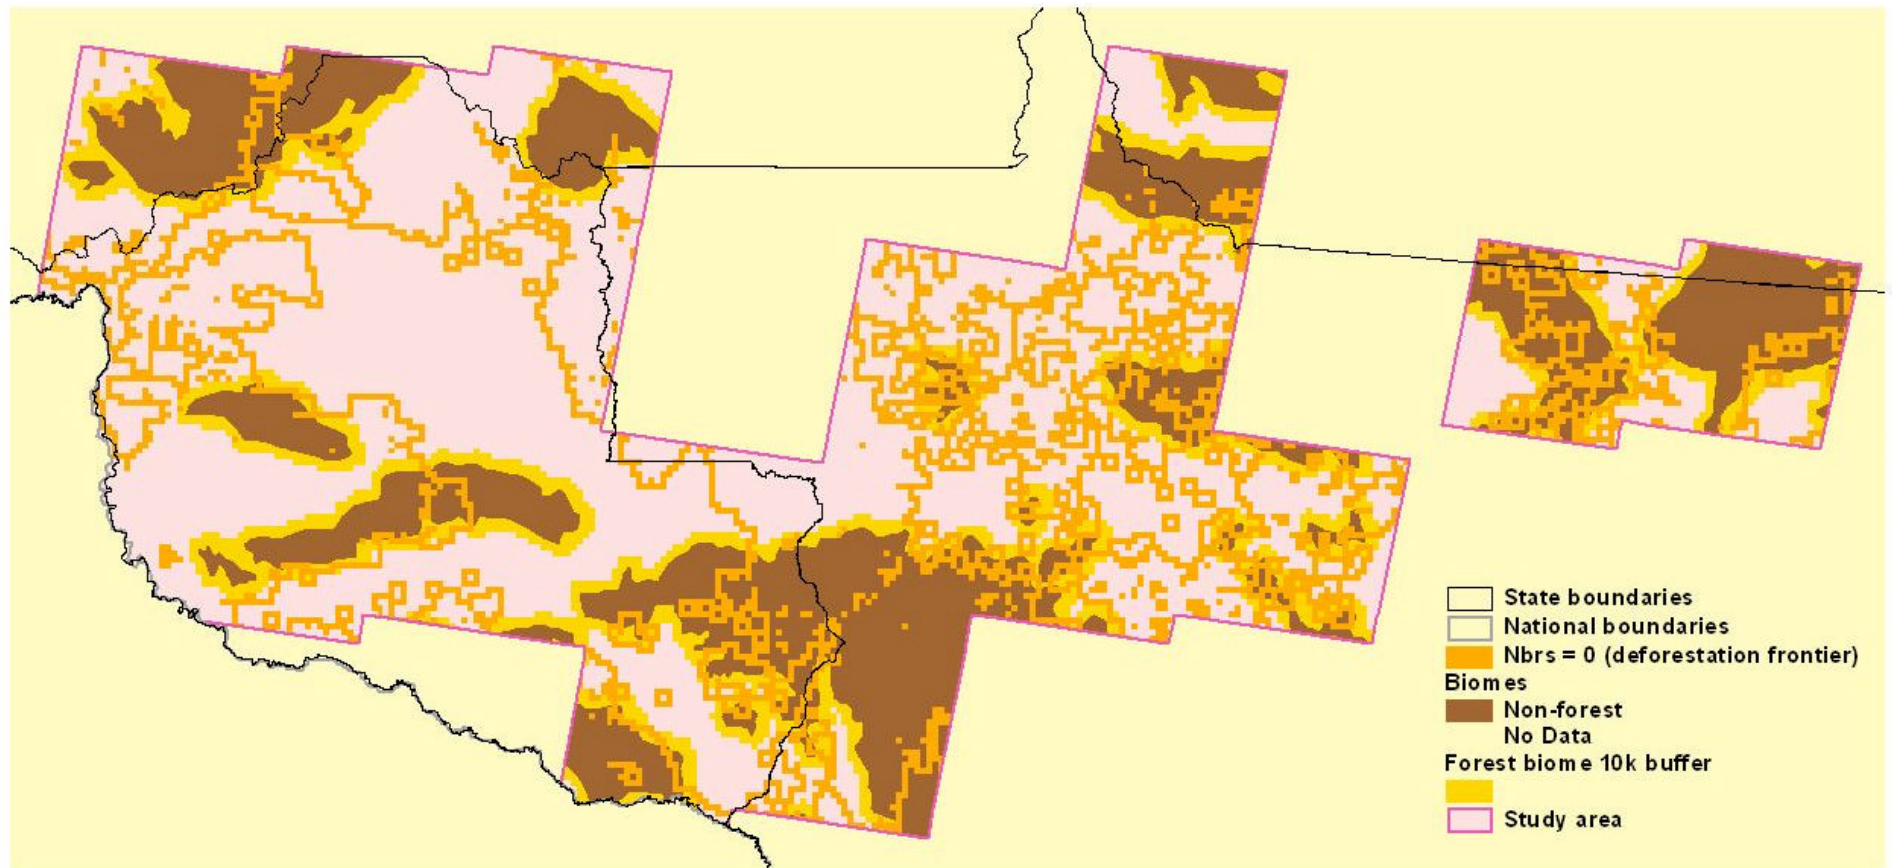 State boundaries
National boundaries
Nbrs = 0 (deforestation frontier)
Biomes
Non-forest
No Data
Forest biome 10k buffer
Study area